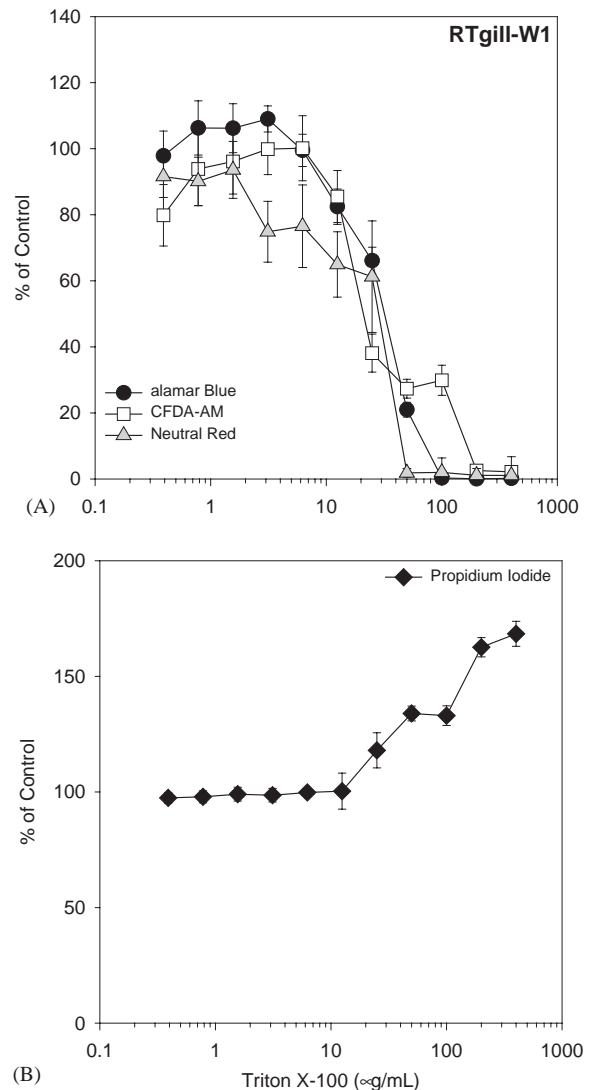 140
RTgill-W1
120
100
80
% of Control
60
40
alamar Blue
CFDA-AM
20
Neutral Red
0
(A)
0.1 1 10 100 1000
200
Propidium Iodide
150
100
% of Control
50
0
0.1 1 10 100 1000
(B)
Triton X-100 (∝g/mL)